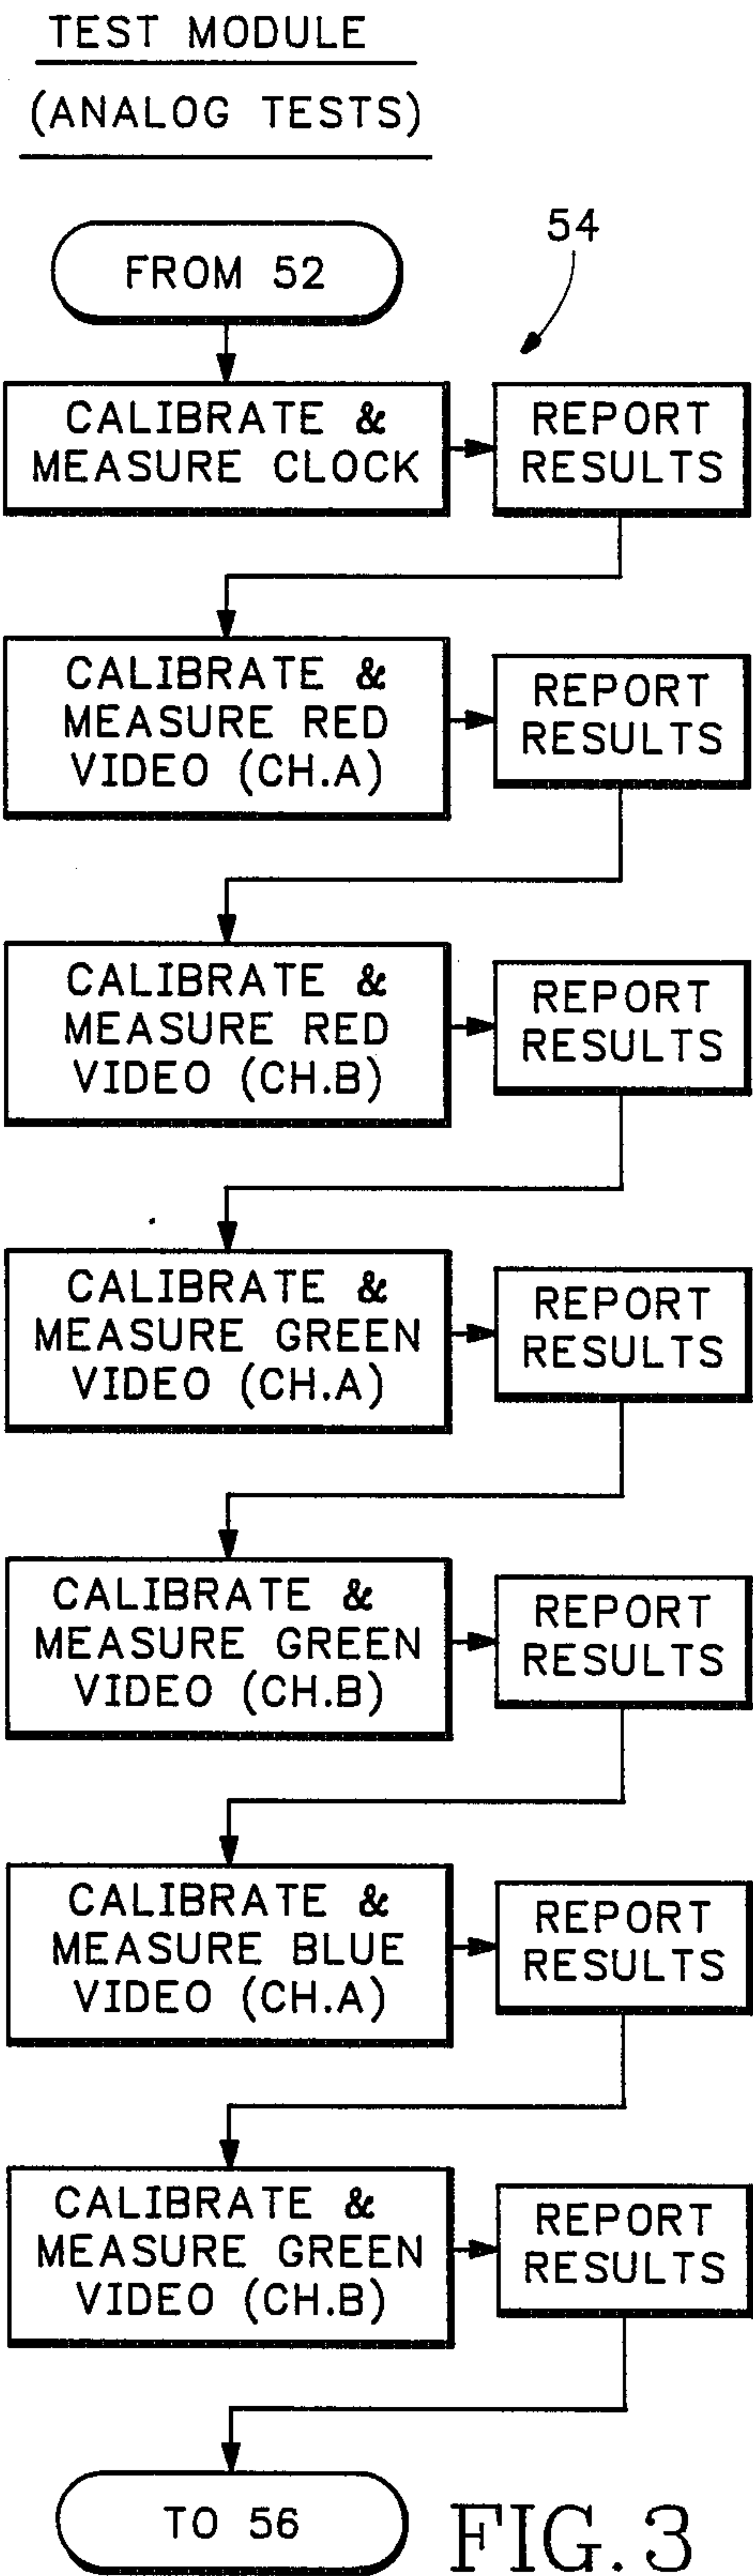 TEST MODULE
(ANALOG TESTS)
54
FROM 52
CALIBRATE &
MEASURE CLOCK
REPORT
RESULTS
CALIBRATE &
MEASURE RED
VIDEO (CH.A)
REPORT
RESULTS
CALIBRATE &
MEASURE RED
VIDEO (CH.B)
REPORT
RESULTS
CALIBRATE &
MEASURE GREEN
VIDEO (CH.A)
REPORT
RESULTS
CALIBRATE &
MEASURE GREEN
VIDEO (CH.B)
REPORT
RESULTS
CALIBRATE &
MEASURE BLUE
VIDEO (CH.A)
REPORT
RESULTS
CALIBRATE &
MEASURE GREEN
VIDEO (CH.B)
REPORT
RESULTS
TO 56
FIG. 3